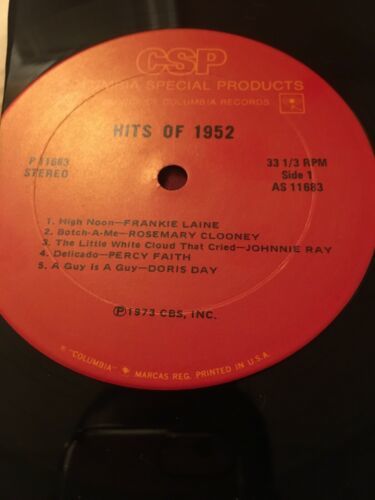 CSP
SPECIAL PRODUCTS
COLUMBIA RECORDS
HITS OF 1952
P 11683
STEREO
33 1/3 RPM
Side 1
AS 11683
1. High Noon—FRANKIE LAINE
2. Botch-A-Me—ROSEMARY CLOONEY
3. The Little White Cloud That Cried—JOHNNIE RAY
4. Delicado—PERCY FAITH
5. A Guy Is A Guy—DORIS DAY
Ⓟ1973 CBS, INC.
® "COLUMBIA"
MARCAS REG. PRINTED IN U.S.A.